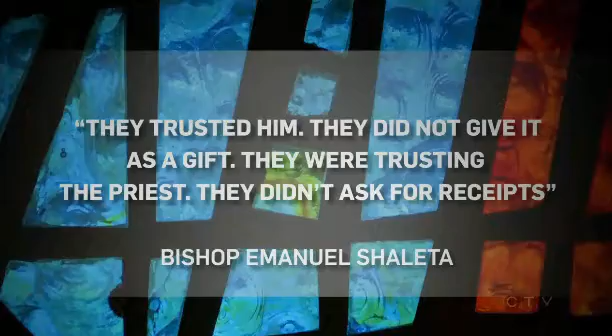 “THEY TRUSTED HIM. THEY DID NOT GIVE IT
AS A GIFT. THEY WERE TRUSTING
THE PRIEST. THEY DIDN’T ASK FOR RECEIPTS”
BISHOP EMANUEL SHALETA
CTV